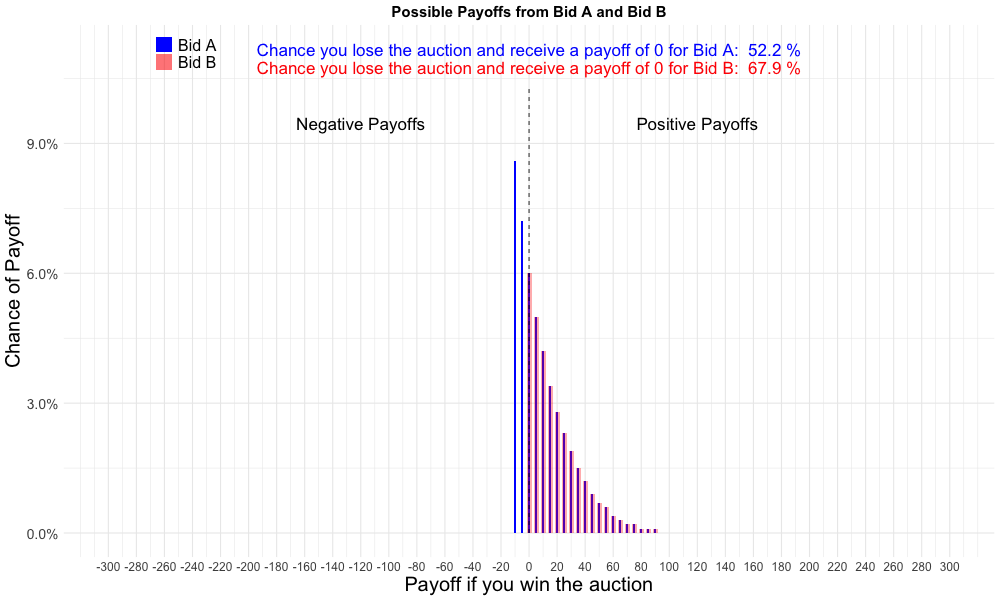 Possible Payoffs from Bid A and Bid B
Bid A
Bid B
Chance you lose the auction and receive a payoff of 0 for Bid A:  52.2 %
Chance you lose the auction and receive a payoff of 0 for Bid B:  67.9 %
Negative Payoffs
Positive Payoffs
Chance of Payoff
9.0%
6.0%
3.0%
0.0%
-300 -280 -260 -240 -220 -200 -180 -160 -140 -120 -100 -80 -60 -40 -20 0 20 40 60 80 100 120 140 160 180 200 220 240 260 280 300
Payoff if you win the auction